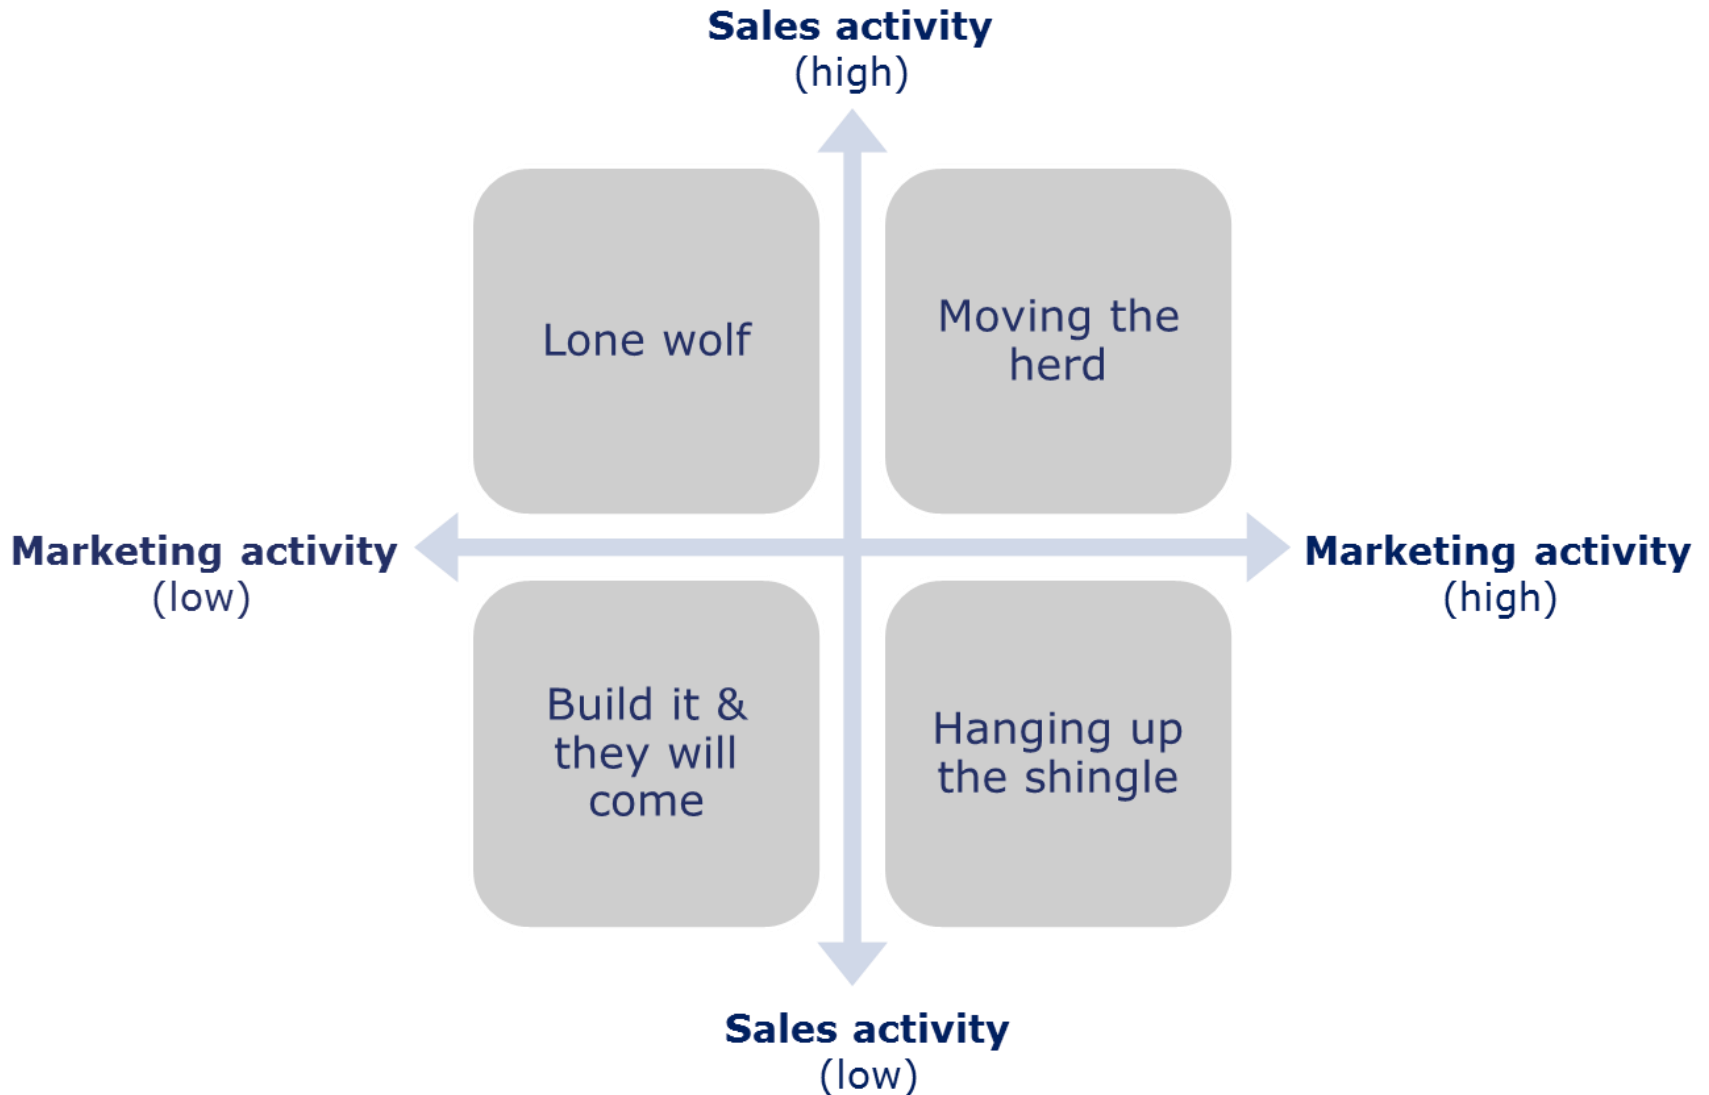 Sales activity
(high)
Lone wolf
Moving the
herd
Marketing activity
(low)
Marketing activity
(high)
Build it &
they will
come
Hanging up
the shingle
Sales activity
(low)